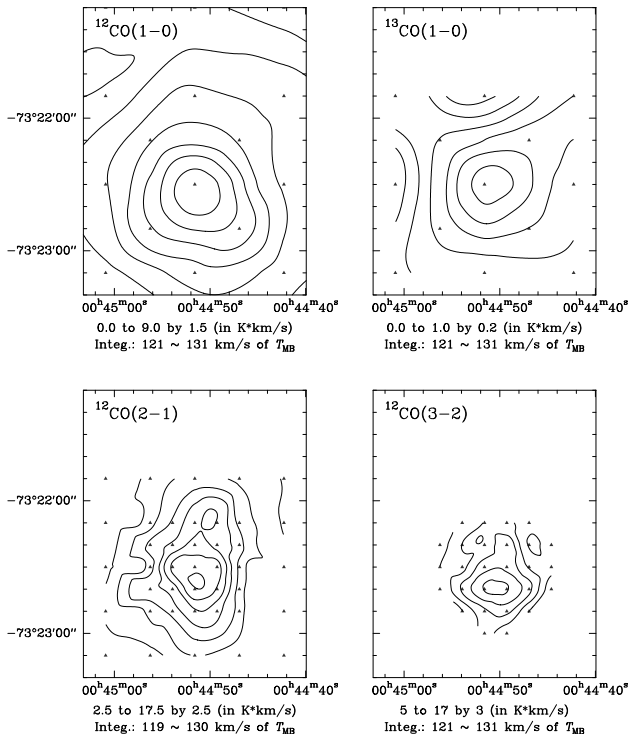 ¹²CO(1−0)
¹³CO(1−0)
−73°22′00″
−73°23′00″
00ʰ45ᵐ00ˢ 00ʰ44ᵐ50ˢ 00ʰ44ᵐ40ˢ
00ʰ45ᵐ00ˢ 00ʰ44ᵐ50ˢ 00ʰ44ᵐ40ˢ
0.0 to 9.0 by 1.5 (in K*km/s)
Integ.: 121 ~ 131 km/s of T_MB
0.0 to 1.0 by 0.2 (in K*km/s)
Integ.: 121 ~ 131 km/s of T_MB
¹²CO(2−1)
¹²CO(3−2)
−73°22′00″
−73°23′00″
00ʰ45ᵐ00ˢ 00ʰ44ᵐ50ˢ 00ʰ44ᵐ40ˢ
00ʰ45ᵐ00ˢ 00ʰ44ᵐ50ˢ 00ʰ44ᵐ40ˢ
2.5 to 17.5 by 2.5 (in K*km/s)
Integ.: 119 ~ 130 km/s of T_MB
5 to 17 by 3 (in K*km/s)
Integ.: 121 ~ 131 km/s of T_MB